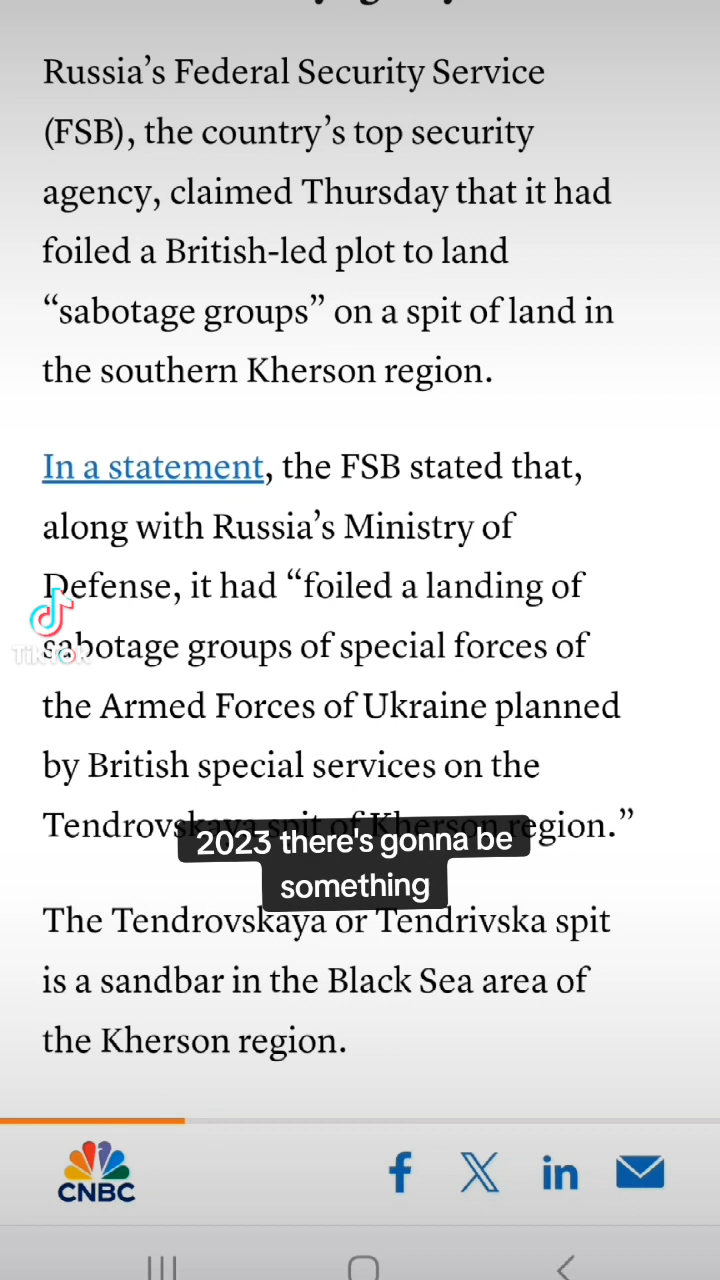 Russia’s Federal Security Service
(FSB), the country’s top security
agency, claimed Thursday that it had
foiled a British-led plot to land
“sabotage groups” on a spit of land in
the southern Kherson region.
In a statement, the FSB stated that,
along with Russia’s Ministry of
Defense, it had “foiled a landing of
sabotage groups of special forces of
the Armed Forces of Ukraine planned
by British special services on the
Tendrovskaya spit of Kherson region.”
2023 there's gonna be
something
The Tendrovskaya or Tendrivska spit
is a sandbar in the Black Sea area of
the Kherson region.
TikTok
CNBC